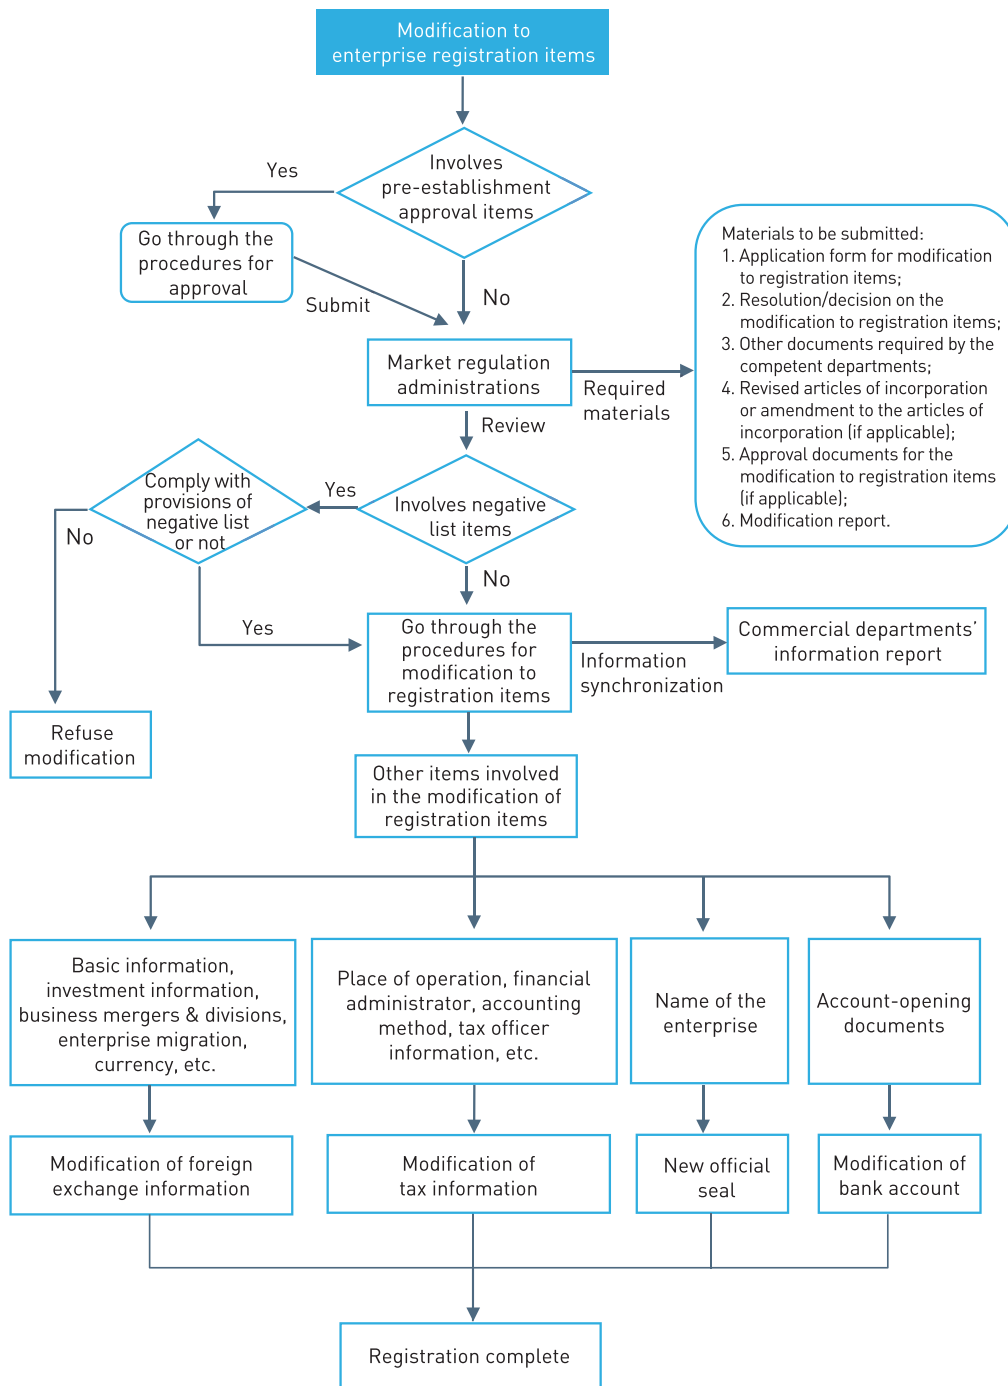 Modification to
enterprise registration items
Involves
pre-establishment
approval items
Yes
Go through the
procedures for
approval
Submit
No
Market regulation
administrations
Required
materials
Materials to be submitted:
1. Application form for modification
to registration items;
2. Resolution/decision on the
modification to registration items;
3. Other documents required by the
competent departments;
4. Revised articles of incorporation
or amendment to the articles of
incorporation (if applicable);
5. Approval documents for the
modification to registration items
(if applicable);
6. Modification report.
Review
Involves negative
list items
Yes
Comply with
provisions of
negative list
or not
No
No
Yes
Go through the
procedures for
modification to
registration items
Information
synchronization
Commercial departments’
information report
Refuse
modification
Other items involved
in the modification of
registration items
Basic information,
investment information,
business mergers & divisions,
enterprise migration,
currency, etc.
Place of operation, financial
administrator, accounting
method, tax officer
information, etc.
Name of the
enterprise
Account-opening
documents
Modification of foreign
exchange information
Modification of
tax information
New official
seal
Modification of
bank account
Registration complete